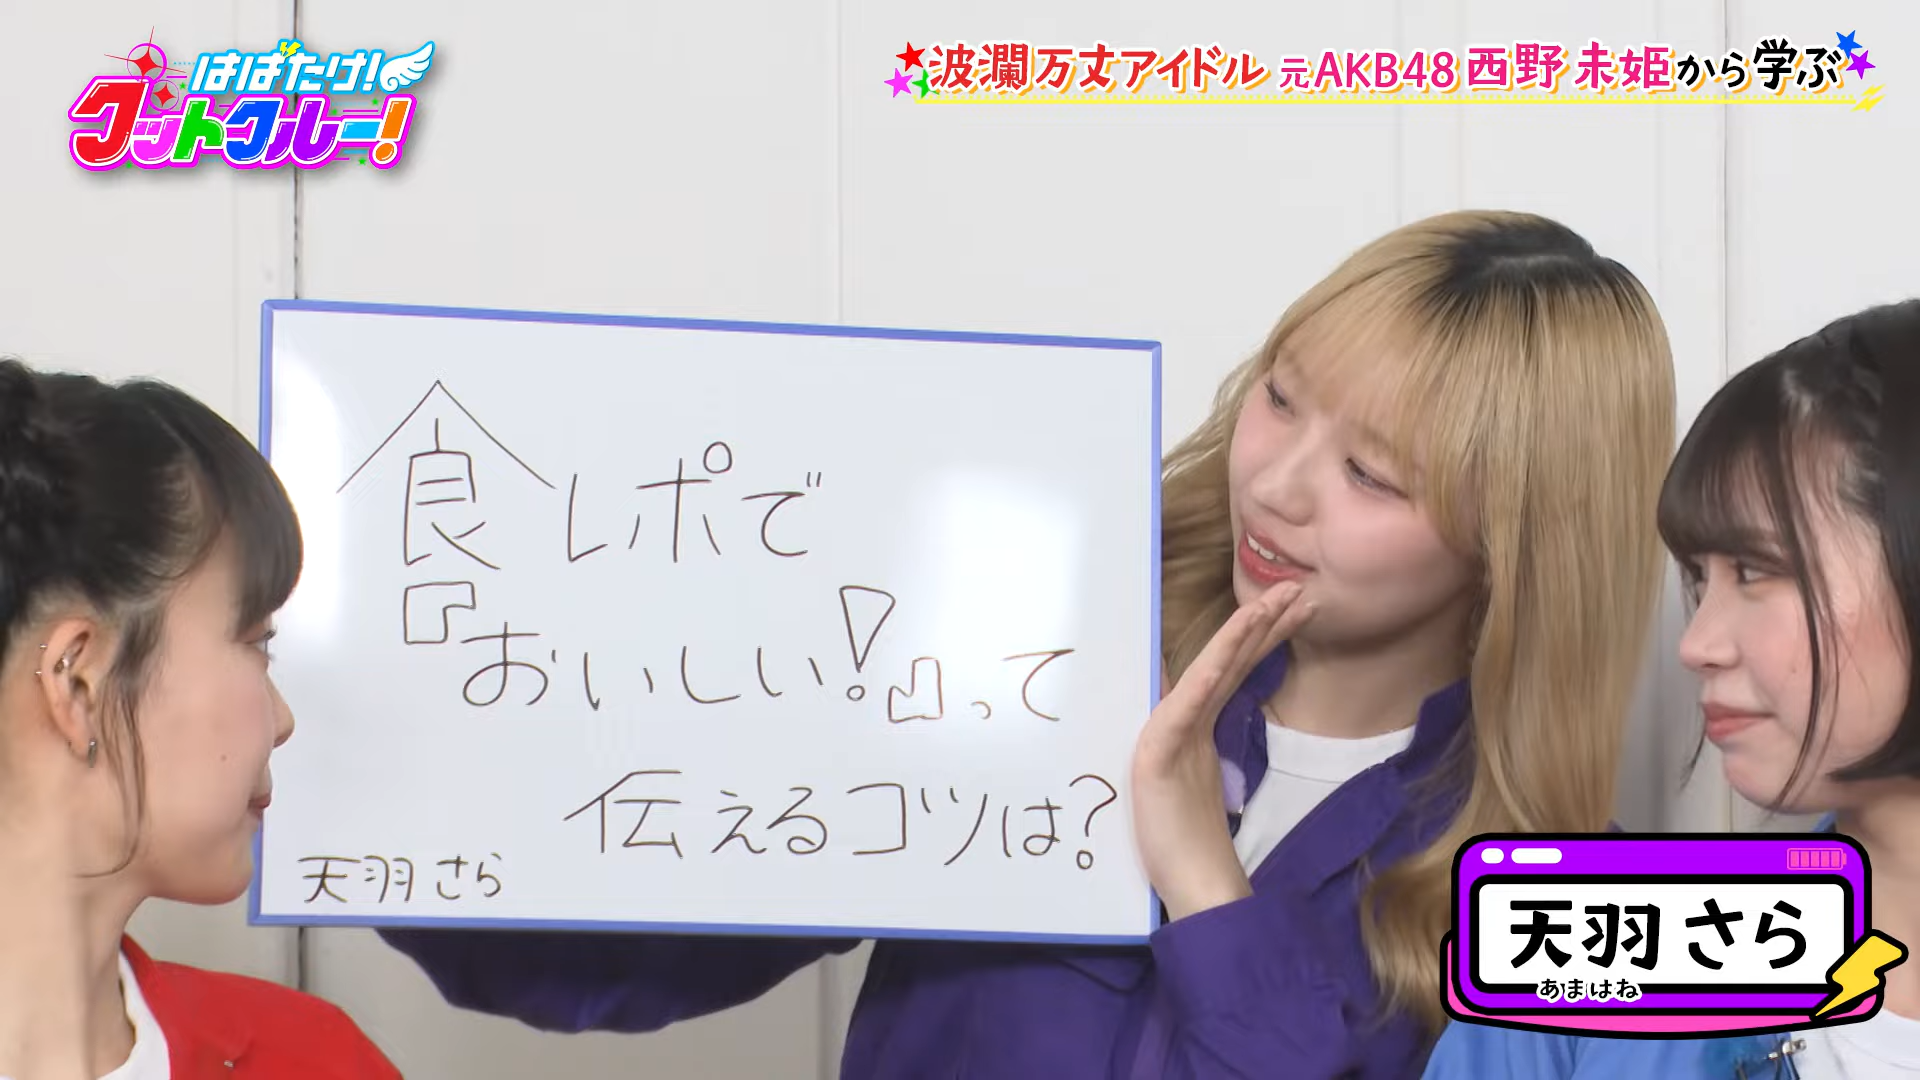 はばたけ!
グットクルー!
波瀾万丈アイドル 元AKB48 西野 未姫から学ぶ
食レポで
『おいしい!』って
伝えるコツは?
天羽さら
天羽 さら
あまはね